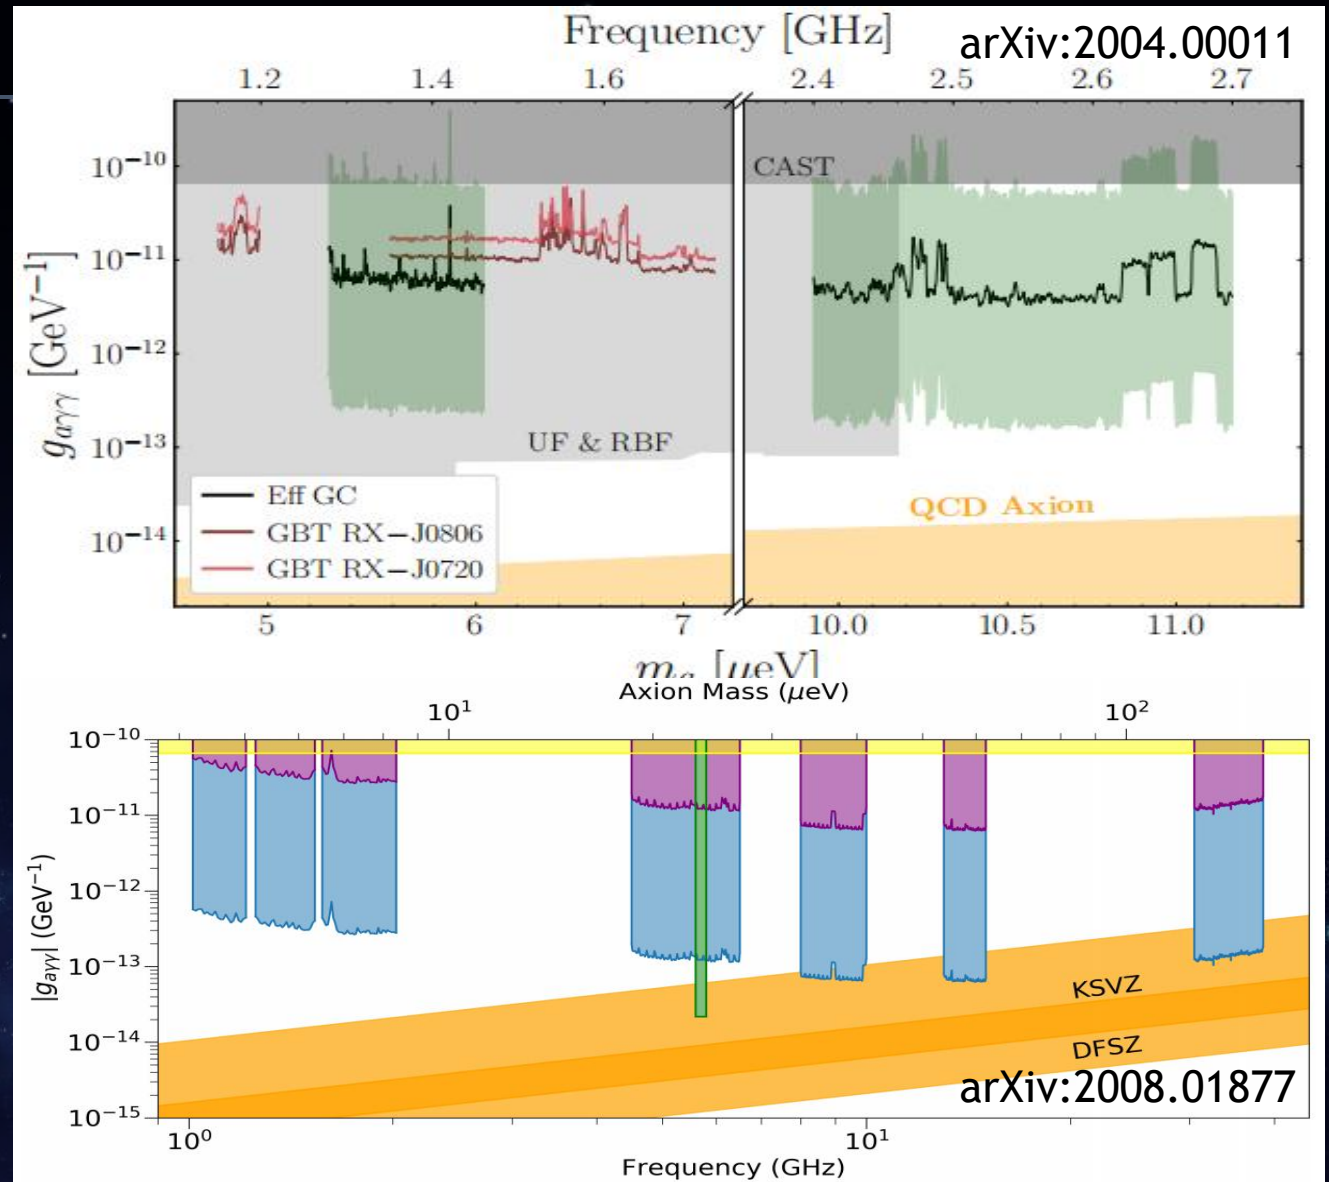 Frequency [GHz]
arXiv:2004.00011
1.2 1.4 1.6 2.4 2.5 2.6 2.7
10−10
10−11
10−12
10−13
10−14
gaγγ [GeV−1]
CAST
UF & RBF
QCD Axion
Eff GC
GBT RX−J0806
GBT RX−J0720
5 6 7 10.0 10.5 11.0
ma [μeV]
Axion Mass (μeV)
10^1 10^2
10−10
10−11
10−12
10−13
10−14
10−15
|gaγγ| (GeV−1)
KSVZ
DFSZ
arXiv:2008.01877
10^0 10^1
Frequency (GHz)